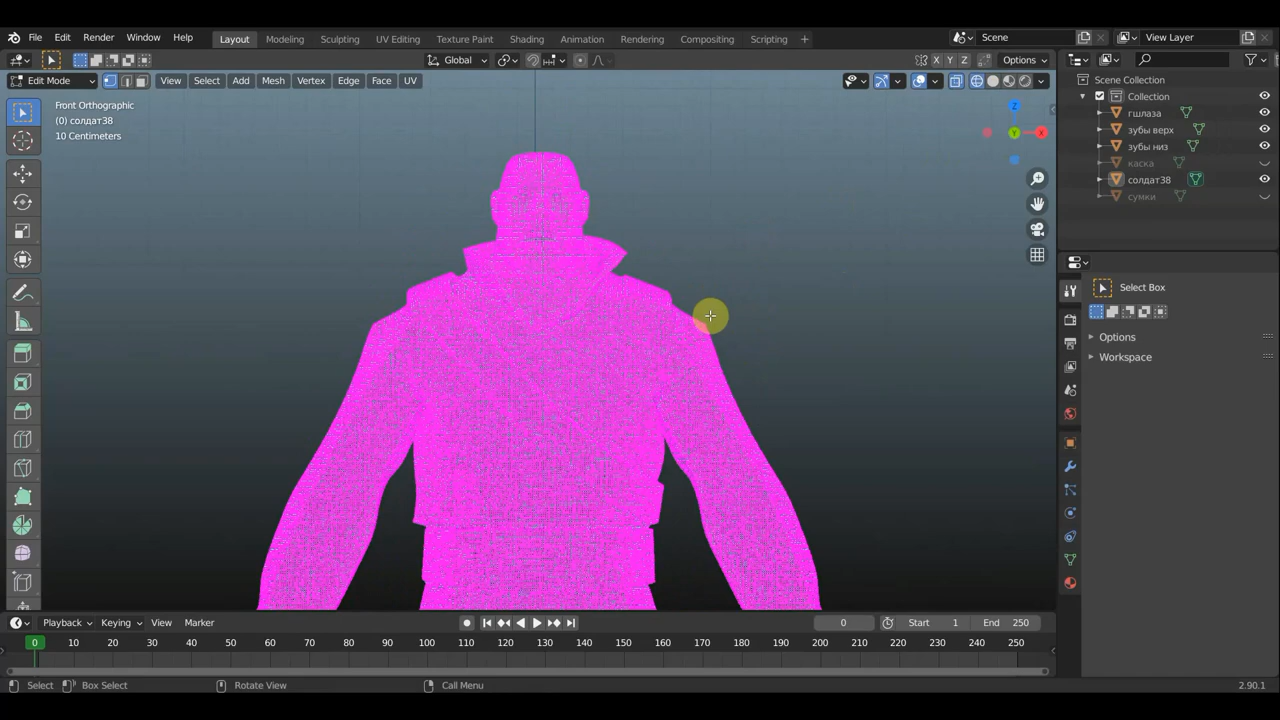 File Edit Render Window Help Layout Modeling Sculpting UV Editing Texture Paint Shading Animation Rendering Compositing Scripting + Scene View Layer
Global X Y Z Options
Edit Mode View Select Add Mesh Vertex Edge Face UV
Front Orthographic
(0) солдат38
10 Centimeters
Z
X
Y
Scene Collection
Collection
гшлаза
зубы верх
зубы низ
каска
солдат38
сумки
Select Box
Options
Workspace
Playback Keying View Marker 0 Start 1 End 250
0 10 20 30 40 50 60 70 80 90 100 110 120 130 140 150 160 170 180 190 200 210 220 230 240 250
Select Box Select Rotate View Call Menu 2.90.1